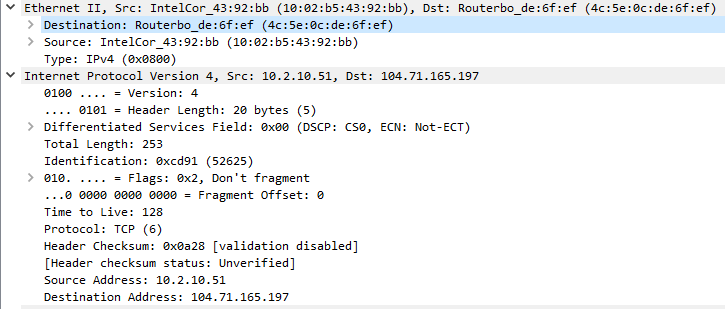 Ethernet II, Src: IntelCor_43:92:bb (10:02:b5:43:92:bb), Dst: Routerbo_de:6f:ef (4c:5e:0c:de:6f:ef)
Destination: Routerbo_de:6f:ef (4c:5e:0c:de:6f:ef)
Source: IntelCor_43:92:bb (10:02:b5:43:92:bb)
Type: IPv4 (0x0800)
Internet Protocol Version 4, Src: 10.2.10.51, Dst: 104.71.165.197
0100 .... = Version: 4
.... 0101 = Header Length: 20 bytes (5)
Differentiated Services Field: 0x00 (DSCP: CS0, ECN: Not-ECT)
Total Length: 253
Identification: 0xcd91 (52625)
010. .... = Flags: 0x2, Don't fragment
...0 0000 0000 0000 = Fragment Offset: 0
Time to Live: 128
Protocol: TCP (6)
Header Checksum: 0x0a28 [validation disabled]
[Header checksum status: Unverified]
Source Address: 10.2.10.51
Destination Address: 104.71.165.197